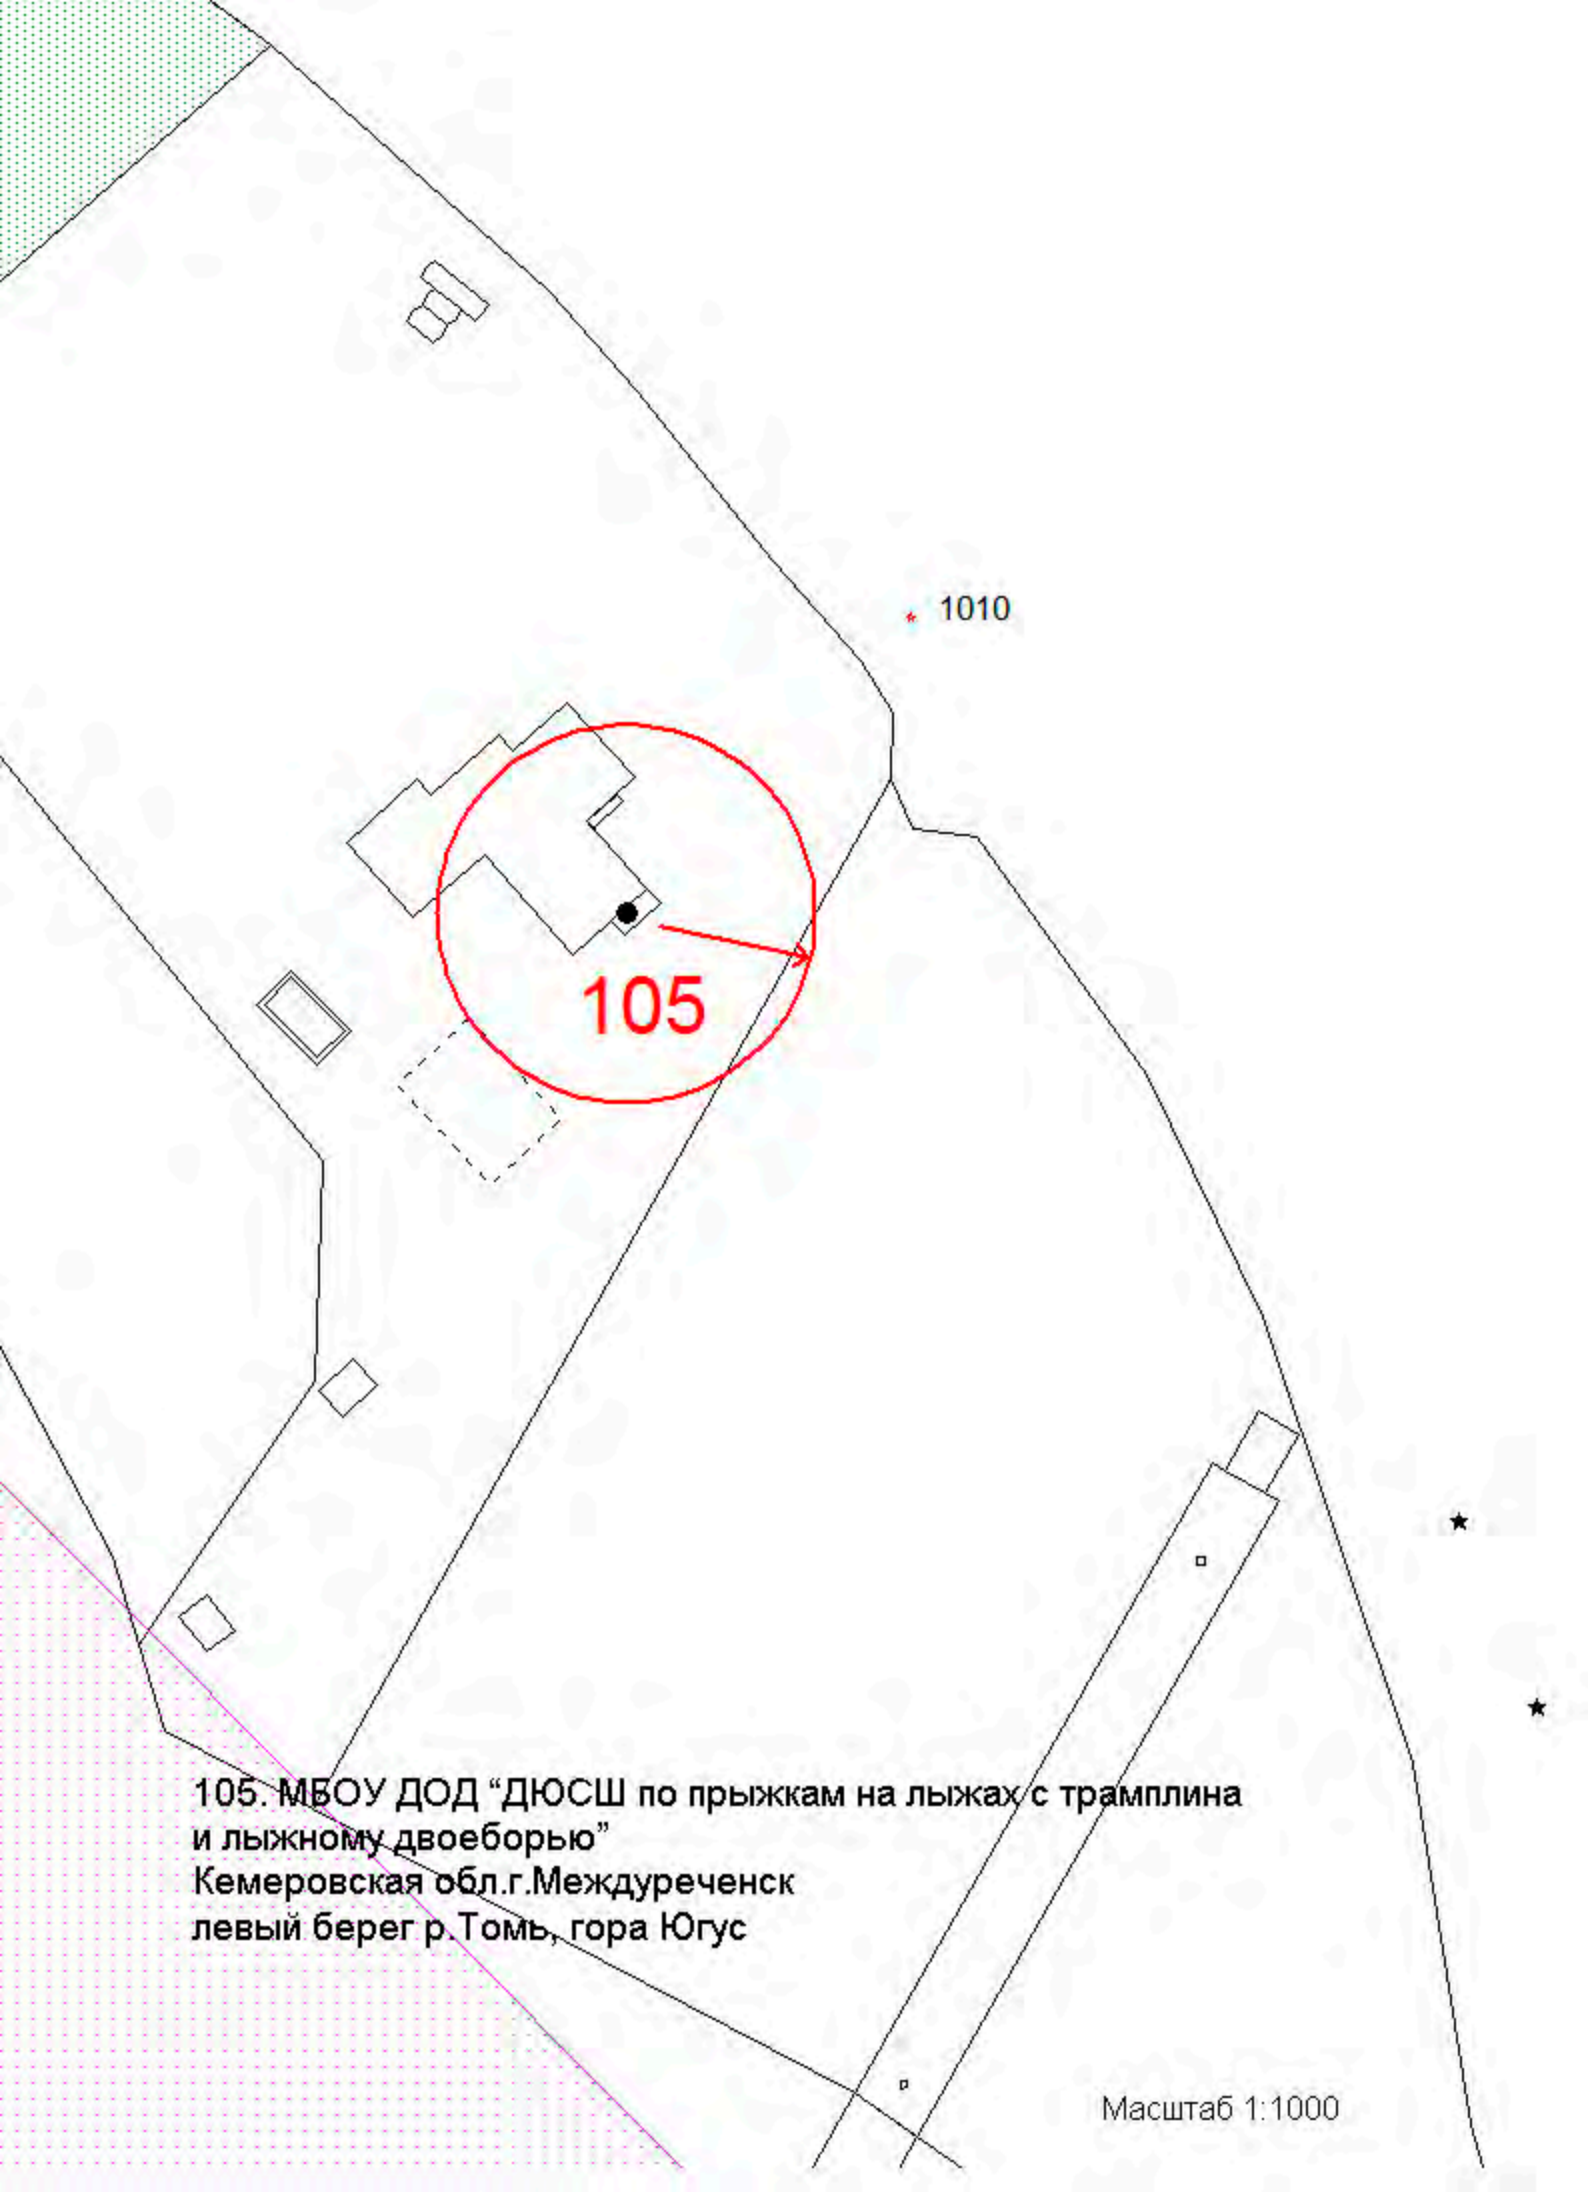 1010
105
105. МБОУ ДОД “ДЮСШ по прыжкам на лыжах с трамплина
и лыжному двоеборью”
Кемеровская обл.г.Междуреченск
левый берег р.Томь, гора Югус
Масштаб 1:1000